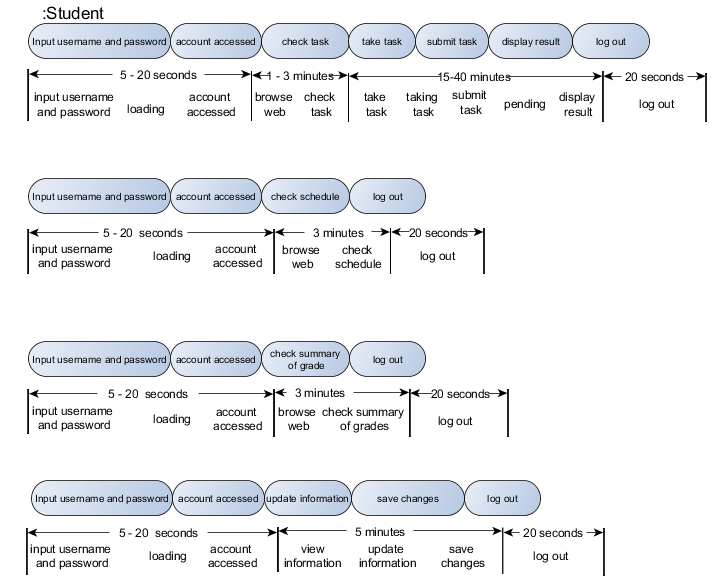 :Student
Input username and password account accessed check task take task submit task display result log out
5 - 20 seconds 1 - 3 minutes 15-40 minutes 20 seconds
input username and password loading account accessed browse web check task take task taking task submit task pending display result log out
Input username and password account accessed check schedule log out
5 - 20 seconds 3 minutes 20 seconds
input username and password loading account accessed browse web check schedule log out
Input username and password account accessed check summary of grade log out
5 - 20 seconds 3 minutes 20 seconds
input username and password loading account accessed browse web check summary of grades log out
Input username and password account accessed update information save changes log out
5 - 20 seconds 5 minutes 20 seconds
input username and password loading account accessed view information update information save changes log out